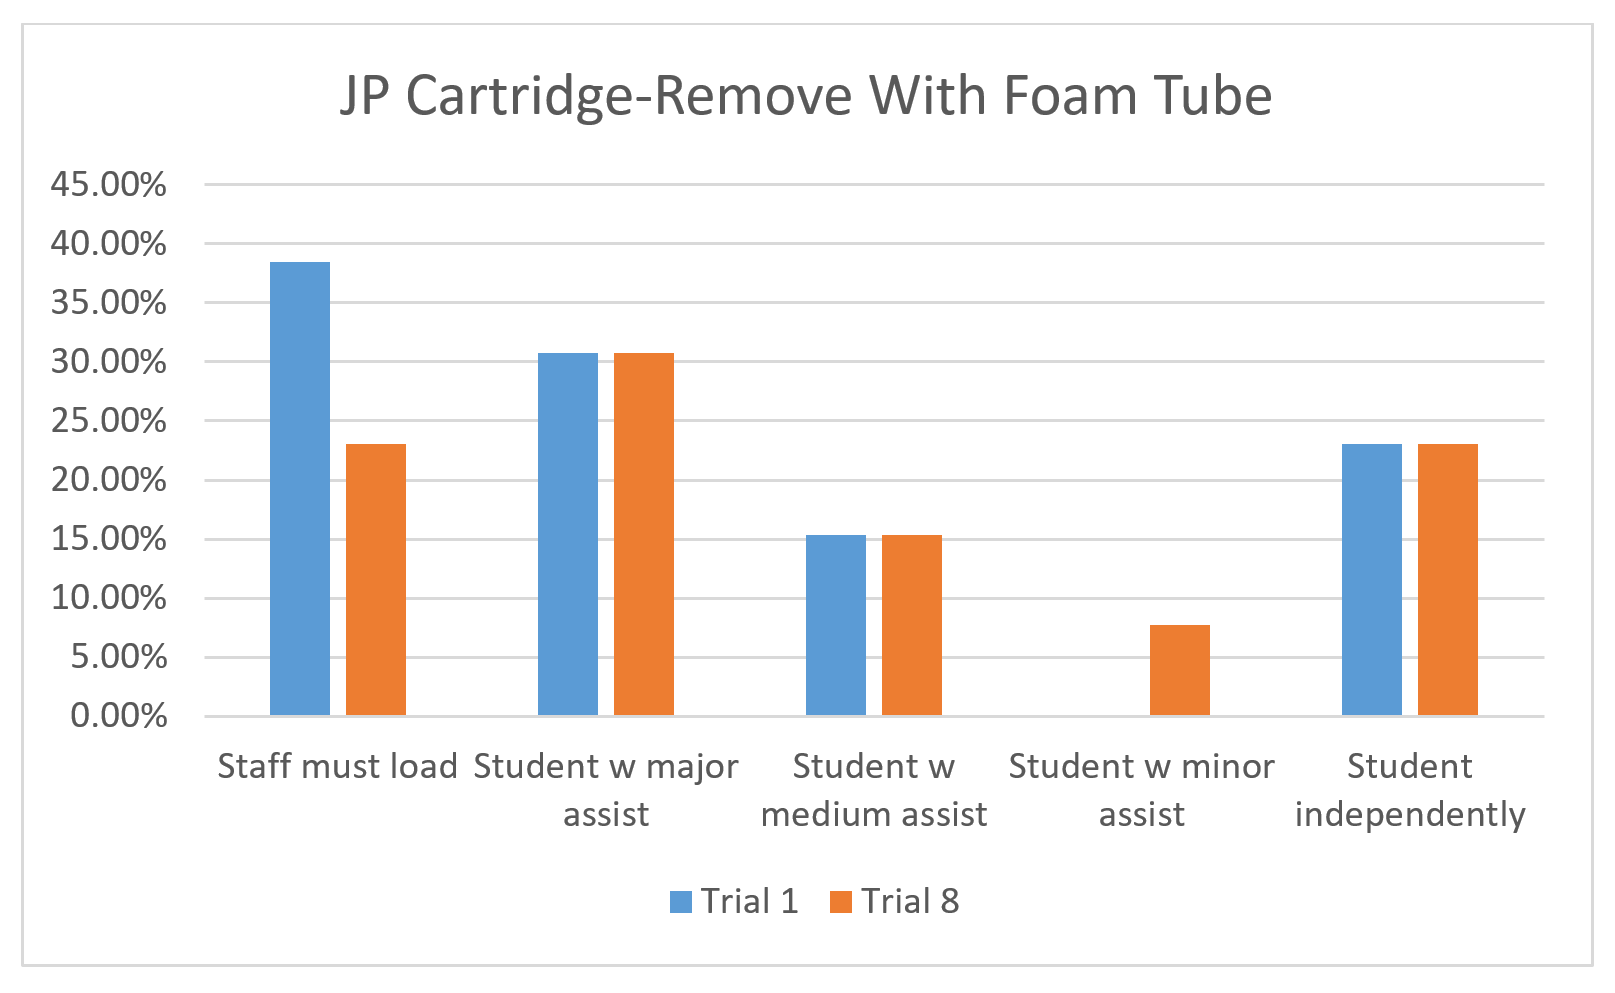 JP Cartridge-Remove With Foam Tube
45.00%
40.00%
35.00%
30.00%
25.00%
20.00%
15.00%
10.00%
5.00%
0.00%
Staff must load
Student w major
assist
Student w
medium assist
Student w minor
assist
Student
independently
Trial 1
Trial 8